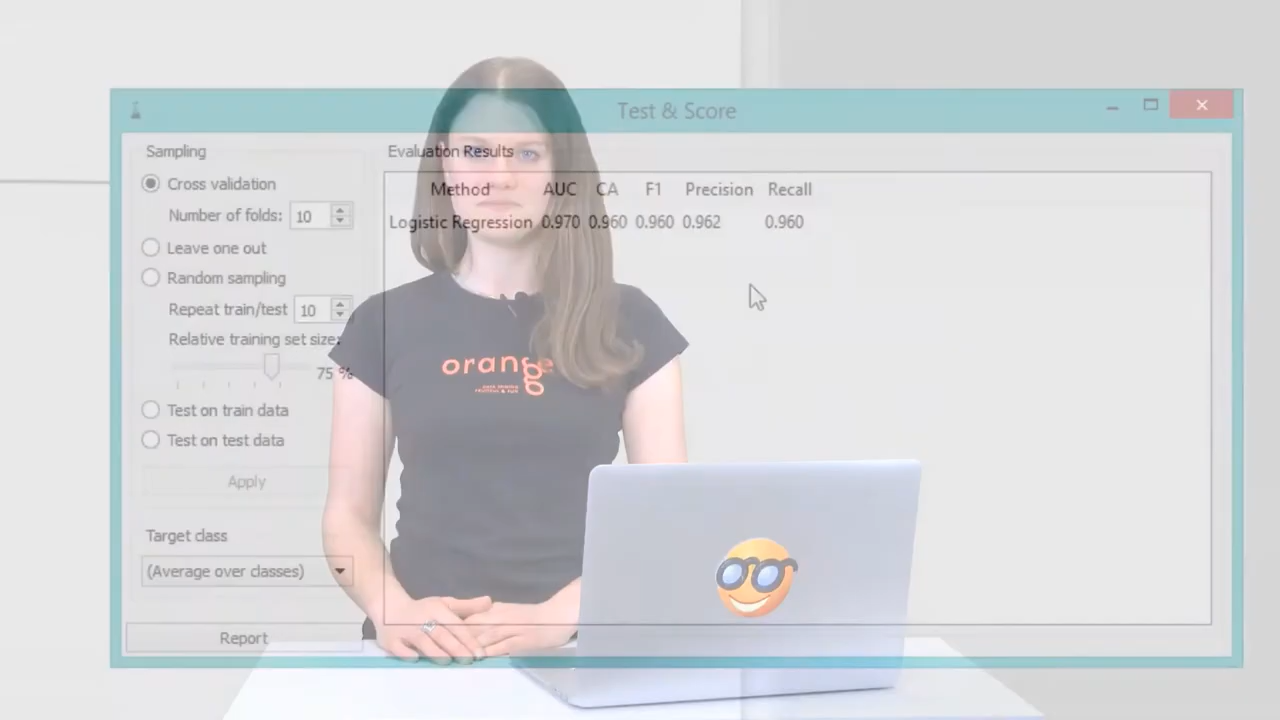 Test & Score
Sampling
Cross validation
Number of folds: 10
Leave one out
Random sampling
Repeat train/test 10
Relative training set size:
75 %
Test on train data
Test on test data
Apply
Target class
(Average over classes)
Report
Evaluation Results
Method AUC CA F1 Precision Recall
Logistic Regression 0.970 0.960 0.960 0.962 0.960
orange